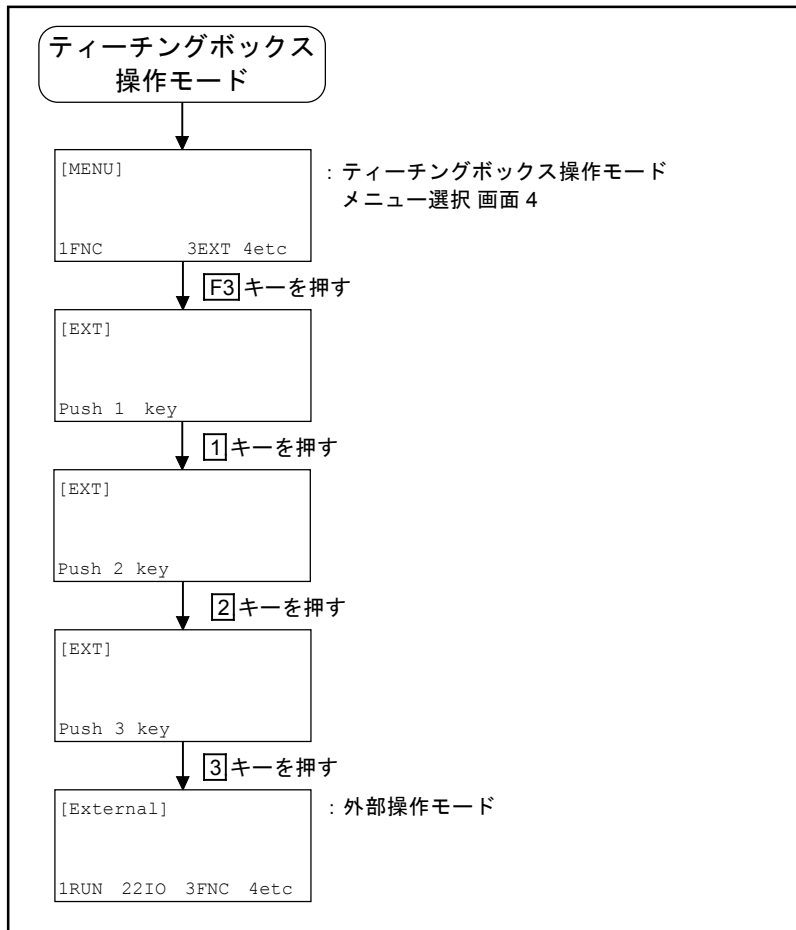 ティーチングボックス
操作モード
[MENU]
：ティーチングボックス操作モード
メニュー選択 画面 4
1FNC 3EXT 4etc
F3 キーを押す
[EXT]
Push 1 key
1 キーを押す
[EXT]
Push 2 key
2 キーを押す
[EXT]
Push 3 key
3 キーを押す
[External]
：外部操作モード
1RUN 22IO 3FNC 4etc